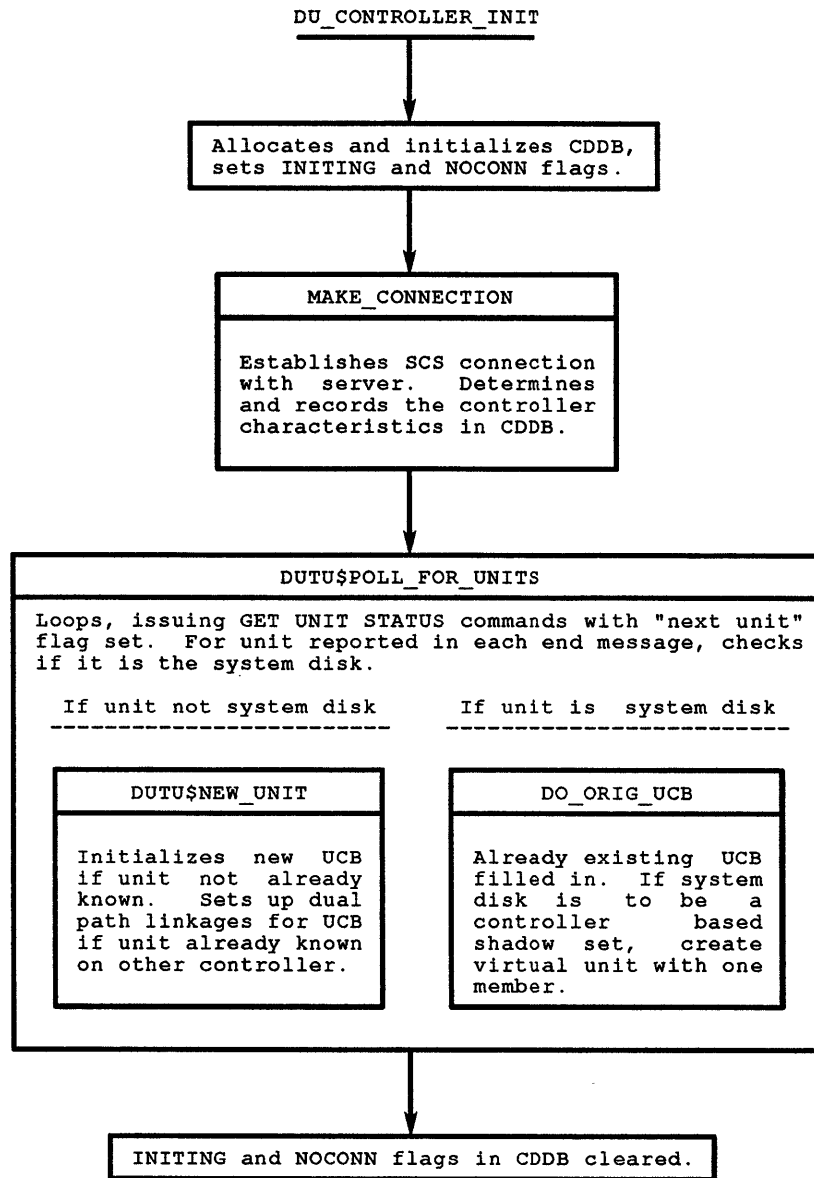 DU_CONTROLLER_INIT
Allocates and initializes CDDB,
sets INITING and NOCONN flags.
MAKE_CONNECTION
Establishes SCS connection
with server. Determines
and records the controller
characteristics in CDDB.
DUTU$POLL_FOR_UNITS
Loops, issuing GET UNIT STATUS commands with "next unit"
flag set. For unit reported in each end message, checks
if it is the system disk.
If unit not system disk
If unit is system disk
DUTU$NEW_UNIT
Initializes new UCB
if unit not already
known. Sets up dual
path linkages for UCB
if unit already known
on other controller.
DO_ORIG_UCB
Already existing UCB
filled in. If system
disk is to be a
controller based
shadow set, create
virtual unit with one
member.
INITING and NOCONN flags in CDDB cleared.